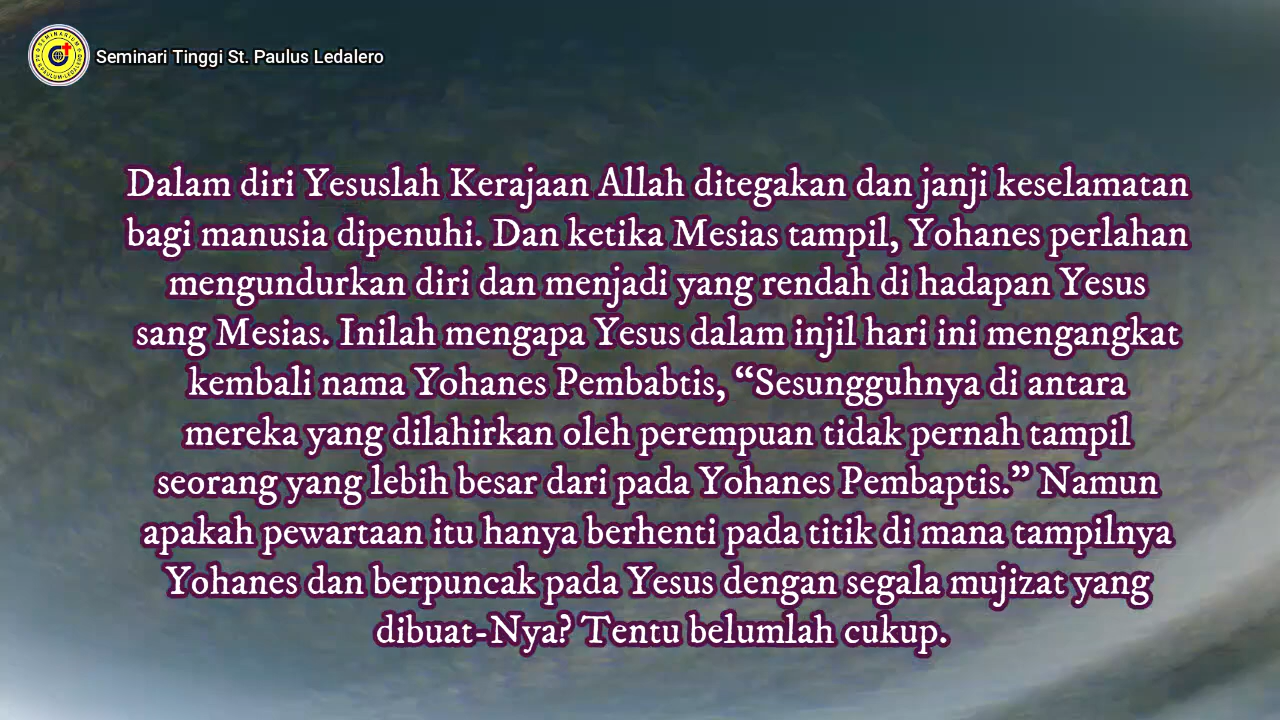 Seminari Tinggi St. Paulus Ledalero
Dalam diri Yesuslah Kerajaan Allah ditegakan dan janji keselamatan
bagi manusia dipenuhi. Dan ketika Mesias tampil, Yohanes perlahan
mengundurkan diri dan menjadi yang rendah di hadapan Yesus
sang Mesias. Inilah mengapa Yesus dalam injil hari ini mengangkat
kembali nama Yohanes Pembabtis, “Sesungguhnya di antara
mereka yang dilahirkan oleh perempuan tidak pernah tampil
seorang yang lebih besar dari pada Yohanes Pembaptis.” Namun
apakah pewartaan itu hanya berhenti pada titik di mana tampilnya
Yohanes dan berpuncak pada Yesus dengan segala mujizat yang
dibuat-Nya? Tentu belumlah cukup.